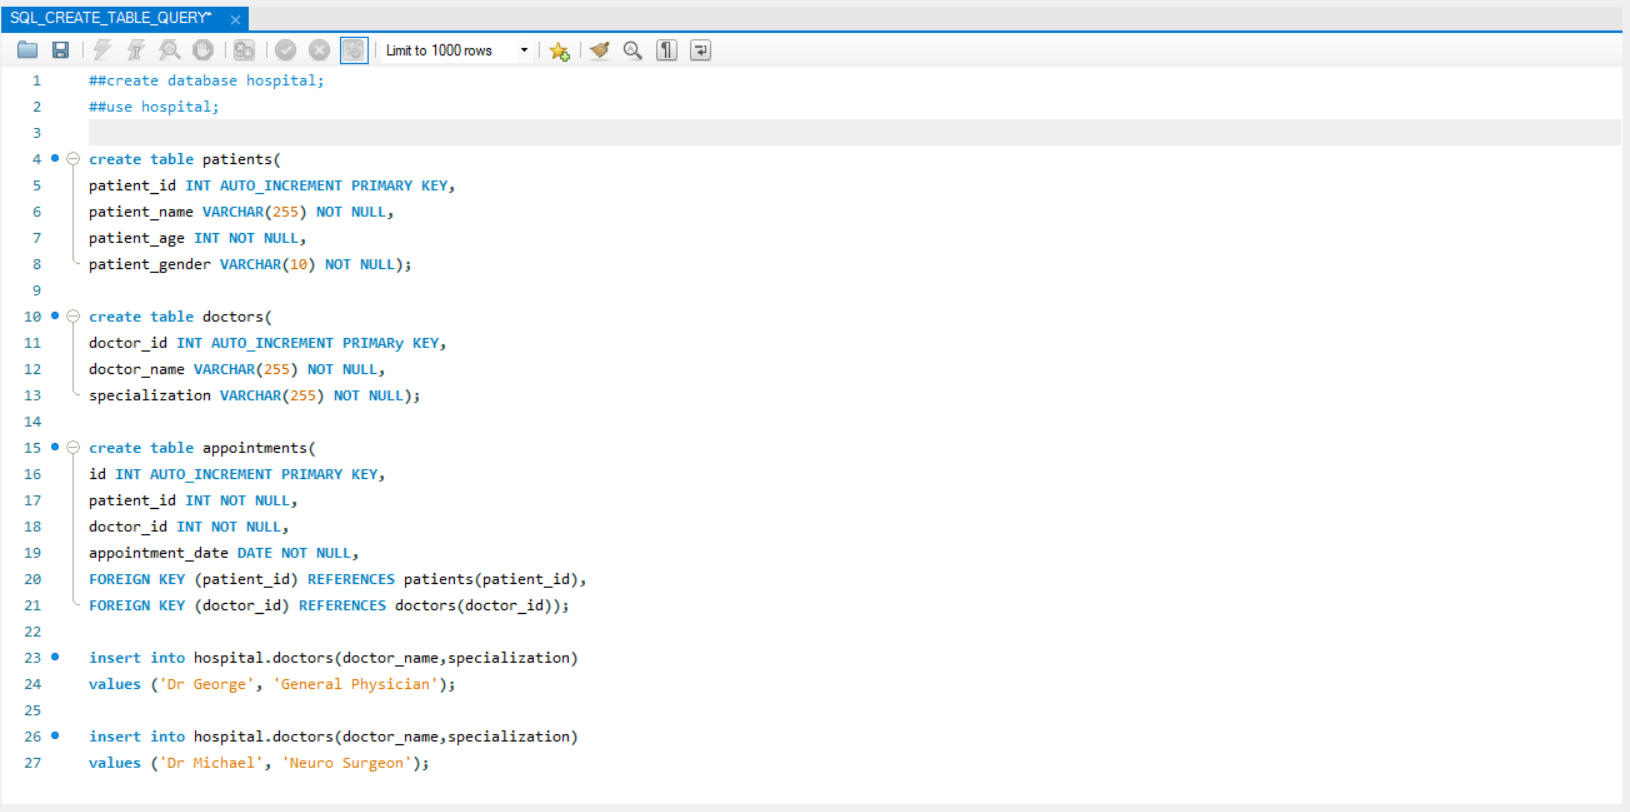 SQL_CREATE_TABLE_QUERY* ×
Limit to 1000 rows
1 ##create database hospital;
2 ##use hospital;
3
4 create table patients(
5 patient_id INT AUTO_INCREMENT PRIMARY KEY,
6 patient_name VARCHAR(255) NOT NULL,
7 patient_age INT NOT NULL,
8 patient_gender VARCHAR(10) NOT NULL);
9
10 create table doctors(
11 doctor_id INT AUTO_INCREMENT PRIMARy KEY,
12 doctor_name VARCHAR(255) NOT NULL,
13 specialization VARCHAR(255) NOT NULL);
14
15 create table appointments(
16 id INT AUTO_INCREMENT PRIMARY KEY,
17 patient_id INT NOT NULL,
18 doctor_id INT NOT NULL,
19 appointment_date DATE NOT NULL,
20 FOREIGN KEY (patient_id) REFERENCES patients(patient_id),
21 FOREIGN KEY (doctor_id) REFERENCES doctors(doctor_id));
22
23 insert into hospital.doctors(doctor_name,specialization)
24 values ('Dr George', 'General Physician');
25
26 insert into hospital.doctors(doctor_name,specialization)
27 values ('Dr Michael', 'Neuro Surgeon');